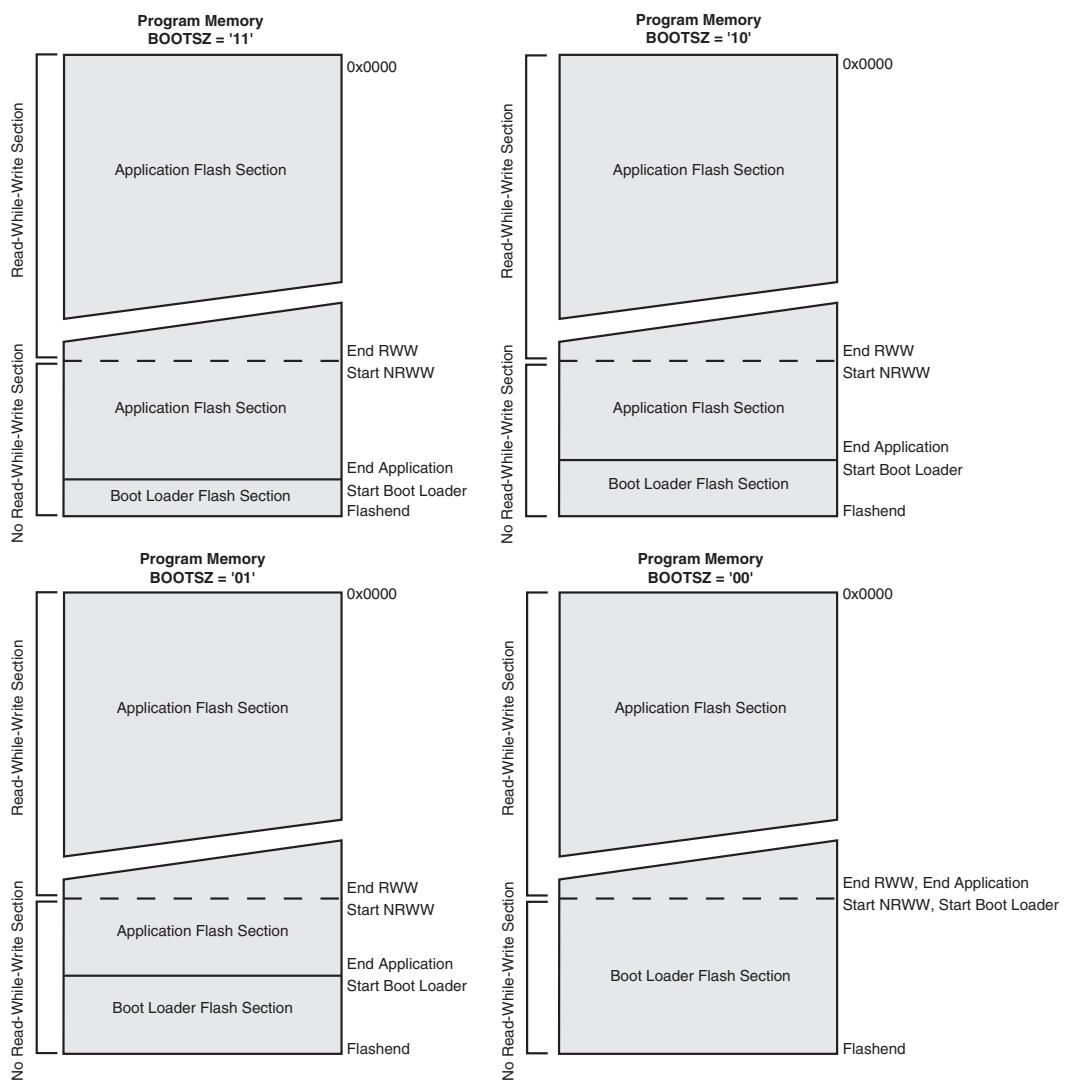 Program Memory
BOOTSZ = '11'
0x0000
Read-While-Write Section
Application Flash Section
End RWW
Start NRWW
No Read-While-Write Section
Application Flash Section
End Application
Start Boot Loader
Boot Loader Flash Section
Flashend
Program Memory
BOOTSZ = '10'
0x0000
Read-While-Write Section
Application Flash Section
End RWW
Start NRWW
No Read-While-Write Section
Application Flash Section
End Application
Start Boot Loader
Boot Loader Flash Section
Flashend
Program Memory
BOOTSZ = '01'
0x0000
Read-While-Write Section
Application Flash Section
End RWW
Start NRWW
No Read-While-Write Section
Application Flash Section
End Application
Start Boot Loader
Boot Loader Flash Section
Flashend
Program Memory
BOOTSZ = '00'
0x0000
Read-While-Write Section
Application Flash Section
End RWW, End Application
Start NRWW, Start Boot Loader
No Read-While-Write Section
Boot Loader Flash Section
Flashend